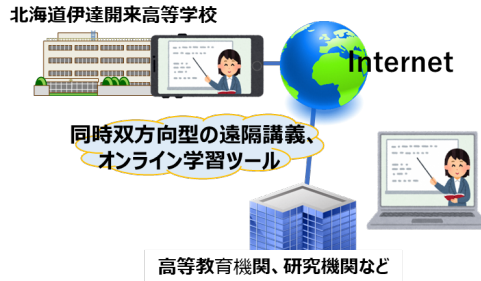 北海道伊達開来高等学校
Internet
同時双方向型の遠隔講義、
オンライン学習ツール
高等教育機関、研究機関など